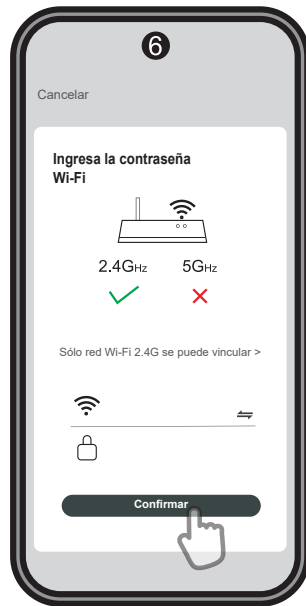 6
Cancelar
Ingresa la contraseña
Wi-Fi
2.4GHz 5GHz
Sólo red Wi-Fi 2.4G se puede vincular >
Confirmar